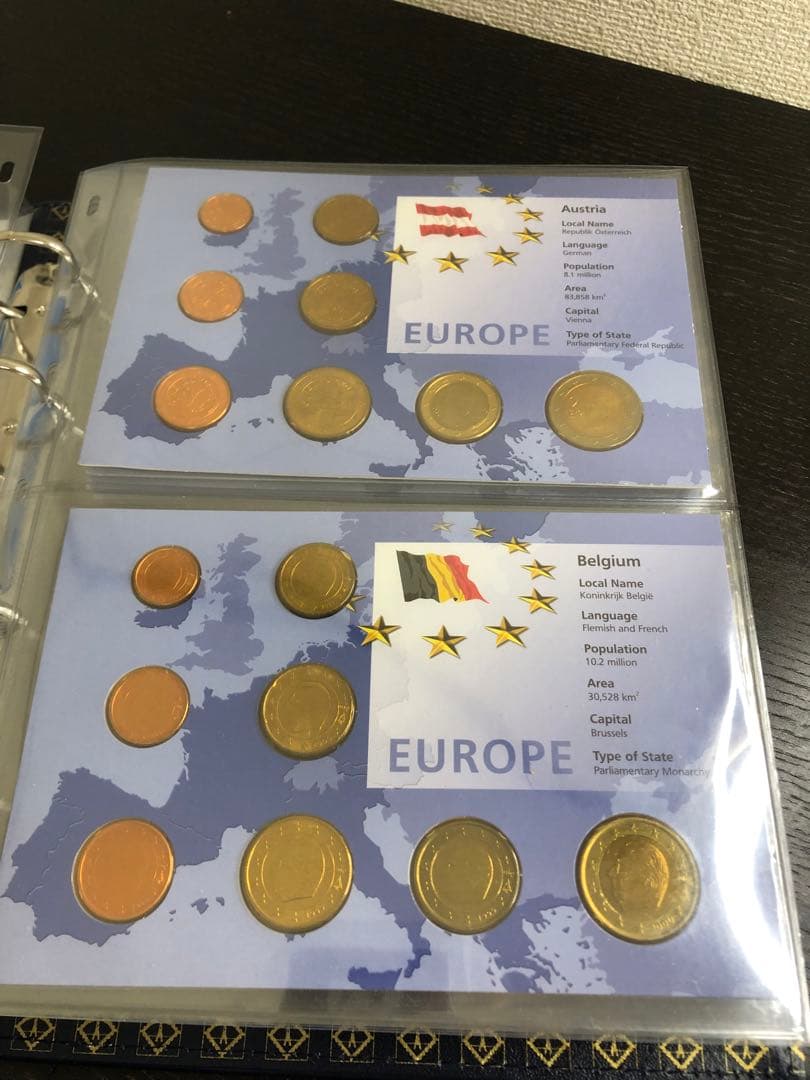 Austria
Local Name
Republik Österreich
Language
German
Population
8.1 million
Area
83,858 km²
Capital
Vienna
Type of State
Parliamentary Federal Republic
EUROPE
Belgium
Local Name
Koninkrijk België
Language
Flemish and French
Population
10.2 million
Area
30,528 km²
Capital
Brussels
Type of State
Parliamentary Monarchy
EUROPE